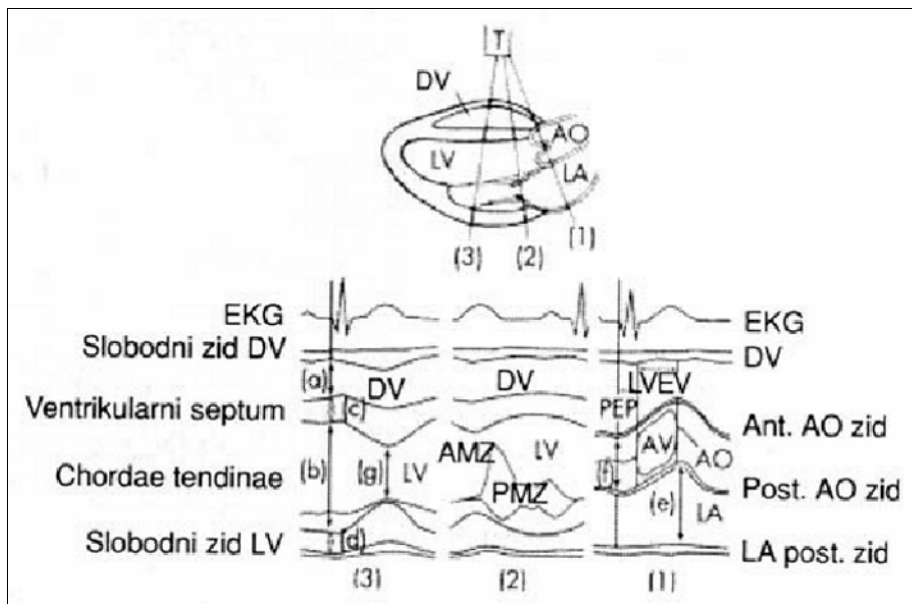 T
DV
AO
LV
LA
(3) (2) (1)
EKG EKG
Slobodni zid DV DV
(a) DV DV LVEV
Ventrikularni septum (c) PEP Ant. AO zid
AMZ LV AV AO
Chordae tendinae (b) (g) LV PMZ (f) (e) Post. AO zid
LA
Slobodni zid LV (d) LA post. zid
(3) (2) (1)